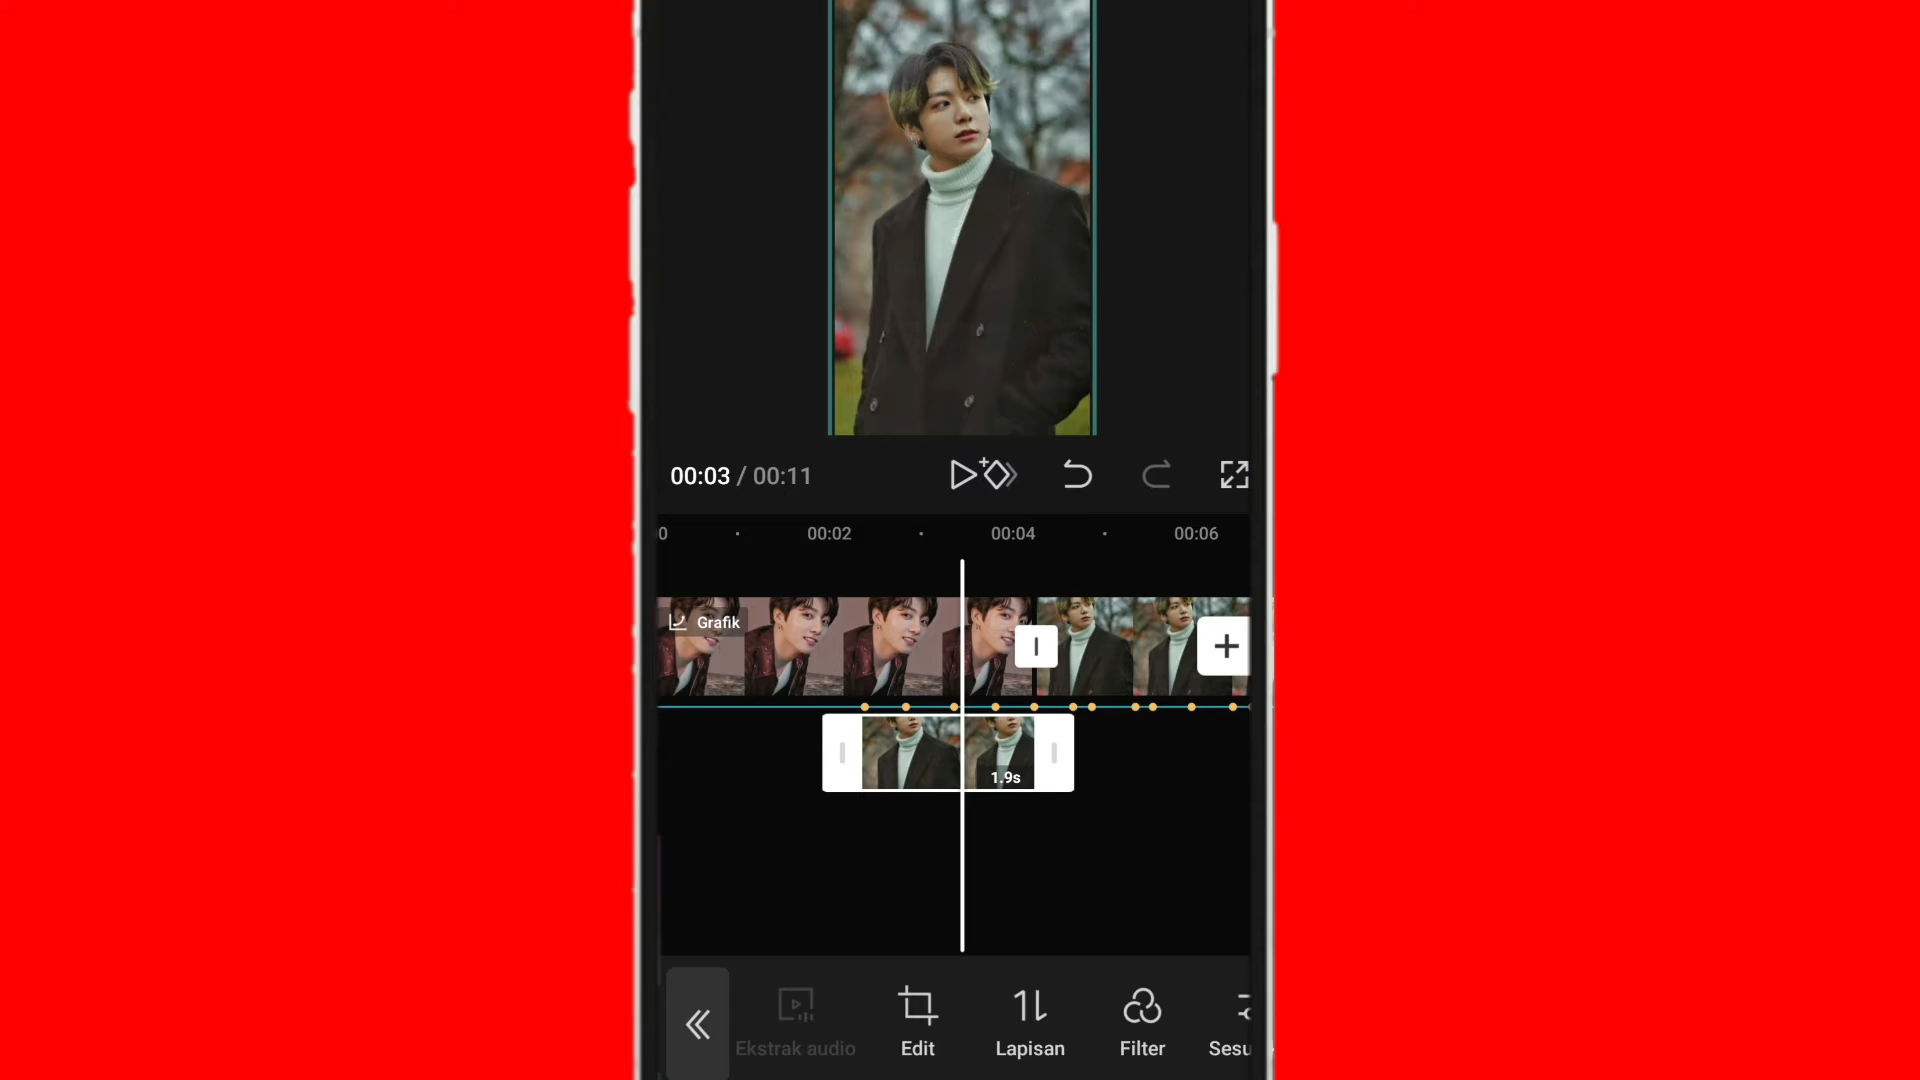 00:03 / 00:11
0 00:02 00:04 00:06
Grafik
1.9s
Ekstrak audio Edit Lapisan Filter Sesu